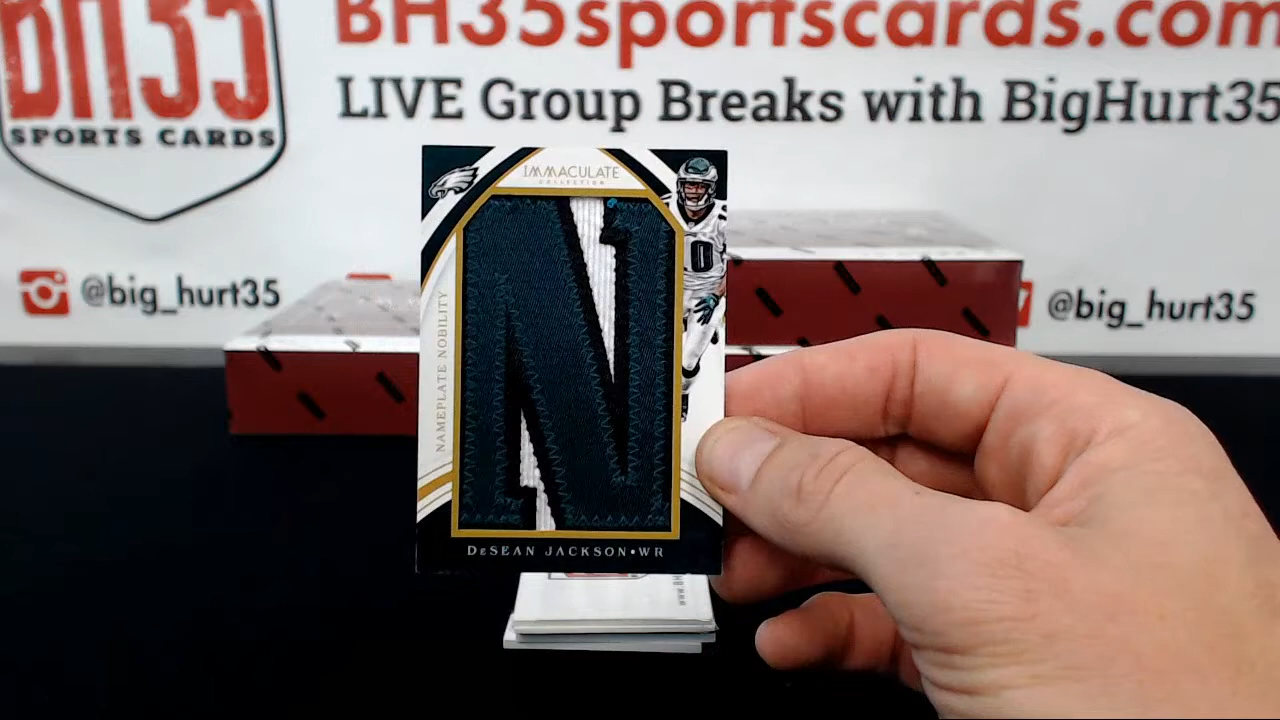 BH35
SPORTS CARDS
BH35sportscards.com
LIVE Group Breaks with BigHurt35
@big_hurt35
@big_hurt35
IMMACULATE
COLLECTION
NAMEPLATE NOBILITY
N
0
DeSEAN JACKSON•WR